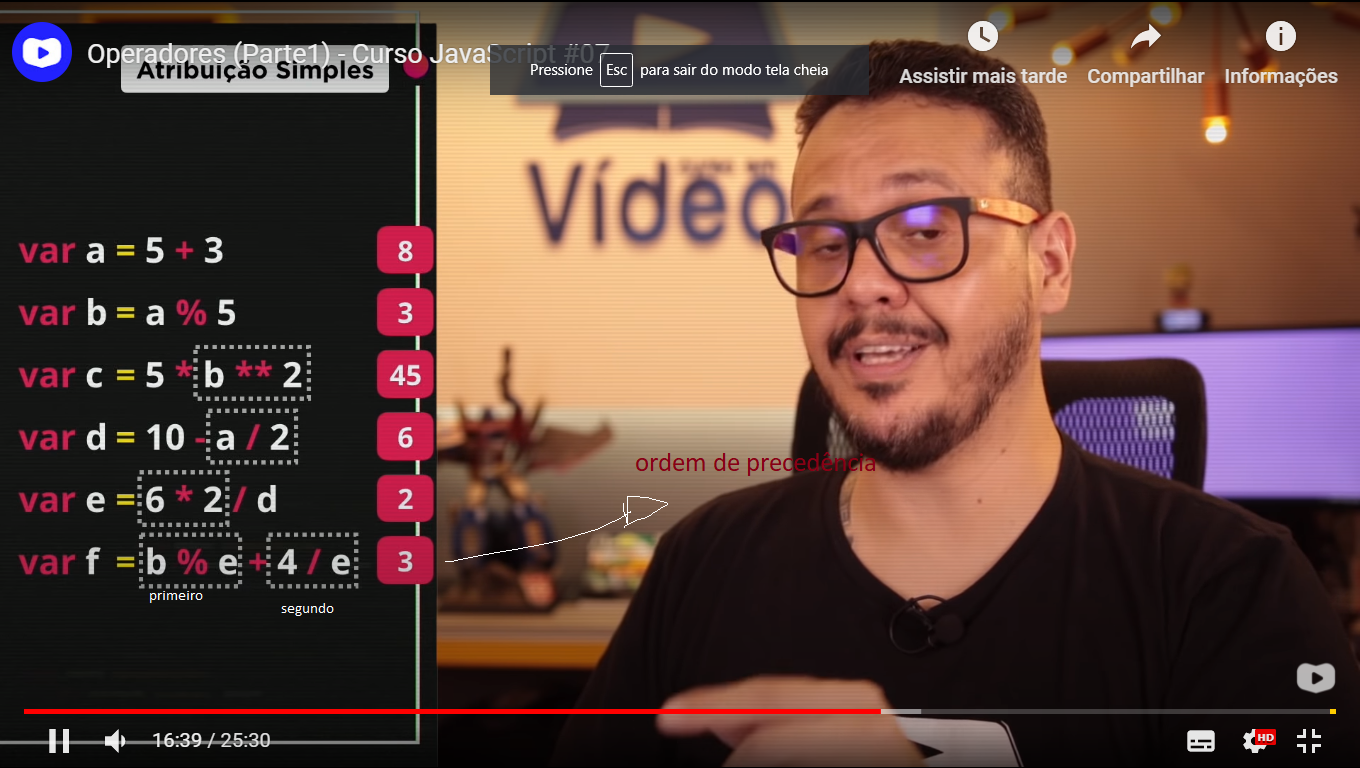 Operadores (Parte1) - Curso JavaScript #07
Atribuição Simples
Pressione Esc para sair do modo tela cheia
Assistir mais tarde
Compartilhar
Informações
Vídeo
var a = 5 + 3 8
var b = a % 5 3
var c = 5 * b ** 2 45
var d = 10 - a / 2 6
var e = 6 * 2 / d 2
var f = b % e + 4 / e 3
primeiro
segundo
ordem de precedência
16:39 / 25:30
HD